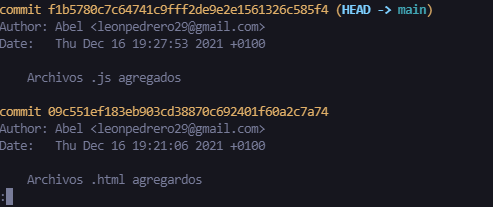 commit f1b5780c7c64741c9fff2de9e2e1561326c585f4 (HEAD -> main)
Author: Abel <leonpedrero29@gmail.com>
Date:   Thu Dec 16 19:27:53 2021 +0100
Archivos .js agregados
commit 09c551ef183eb903cd38870c692401f60a2c7a74
Author: Abel <leonpedrero29@gmail.com>
Date:   Thu Dec 16 19:21:06 2021 +0100
Archivos .html agregardos
: